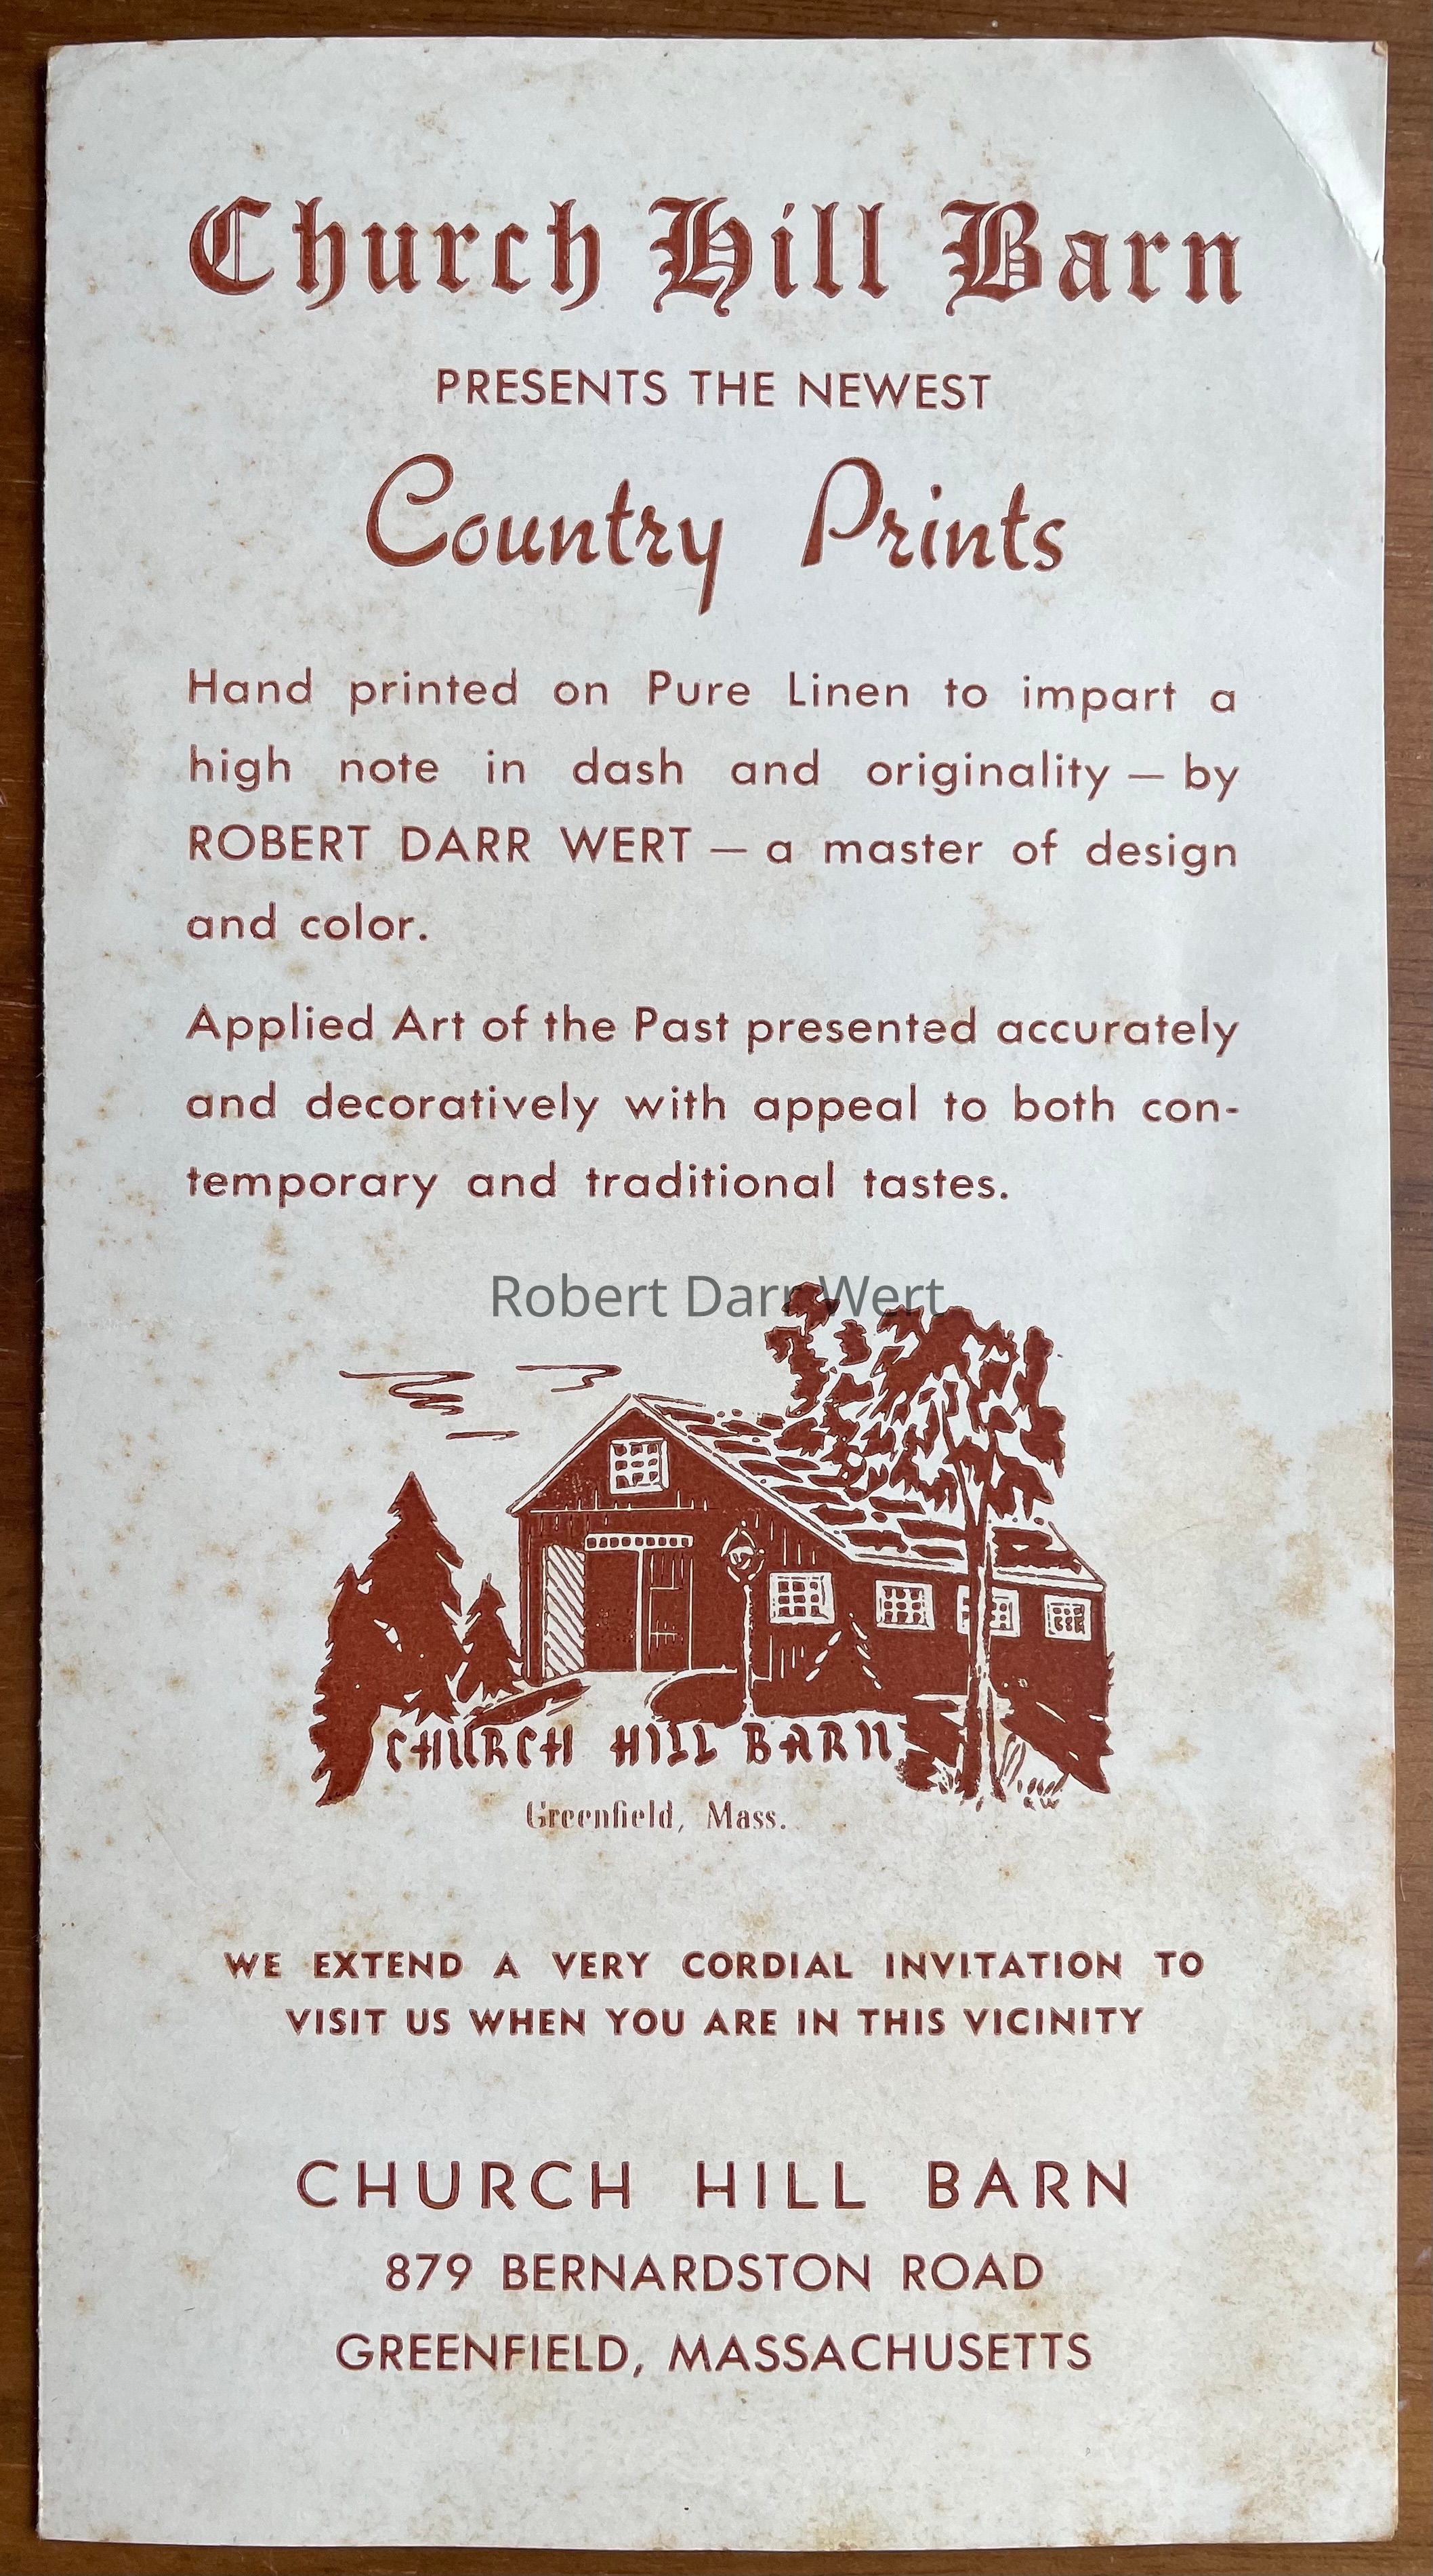 Church Hill Barn
PRESENTS THE NEWEST
Country Prints
Hand printed on Pure Linen to impart a
high note in dash and originality — by
ROBERT DARR WERT — a master of design
and color.
Applied Art of the Past presented accurately
and decoratively with appeal to both con-
temporary and traditional tastes.
Robert Darr Wert
CHURCH HILL BARN
Greenfield, Mass.
WE EXTEND A VERY CORDIAL INVITATION TO
VISIT US WHEN YOU ARE IN THIS VICINITY
CHURCH HILL BARN
879 BERNARDSTON ROAD
GREENFIELD, MASSACHUSETTS